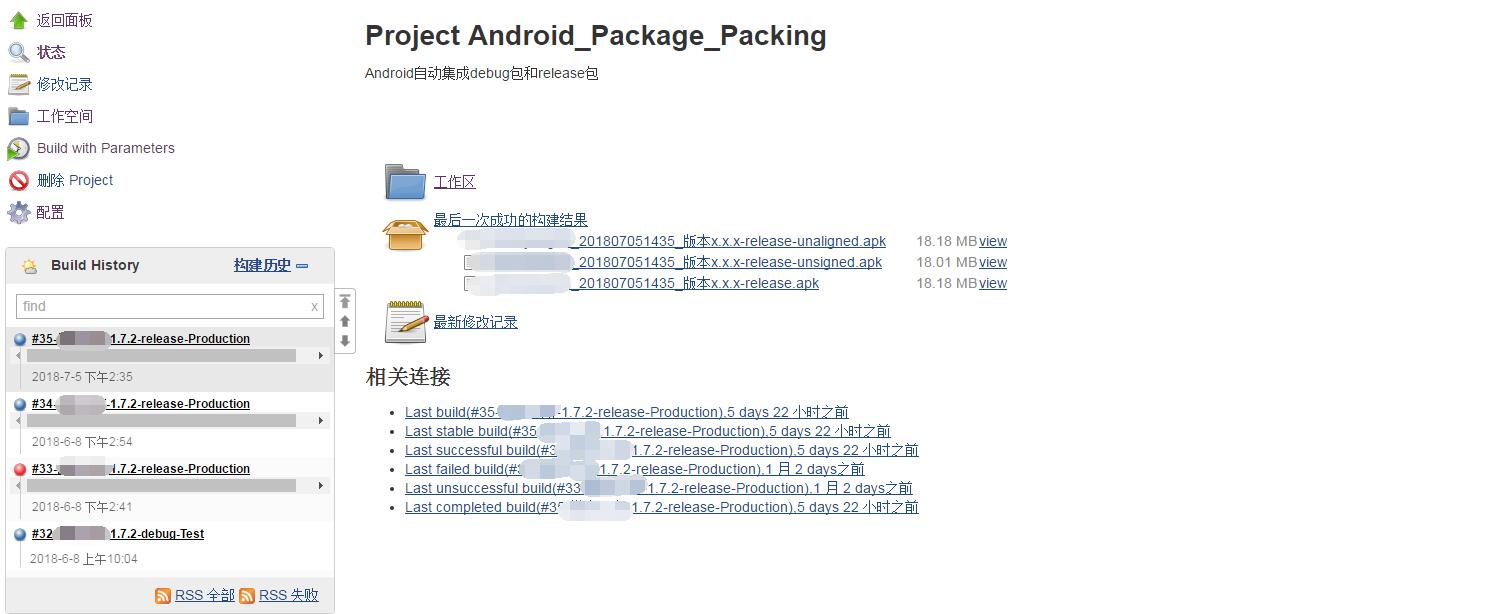 返回面板
状态
修改记录
工作空间
Build with Parameters
删除 Project
配置
Build History 构建历史
find x
#35- 1.7.2-release-Production
2018-7-5 下午2:35
#34- -1.7.2-release-Production
2018-6-8 下午2:54
#33- 1.7.2-release-Production
2018-6-8 下午2:41
#32 1.7.2-debug-Test
2018-6-8 上午10:04
RSS 全部 RSS 失败
Project Android_Package_Packing
Android自动集成debug包和release包
工作区
最后一次成功的构建结果
_201807051435_版本x.x.x-release-unaligned.apk 18.18 MB view
_201807051435_版本x.x.x-release-unsigned.apk 18.01 MB view
_201807051435_版本x.x.x-release.apk 18.18 MB view
最新修改记录
相关连接
Last build(#35- -1.7.2-release-Production),5 days 22 小时之前
Last stable build(#35 1.7.2-release-Production),5 days 22 小时之前
Last successful build(#3 1.7.2-release-Production),5 days 22 小时之前
Last failed build(#3 1.7.2-release-Production),1 月 2 days之前
Last unsuccessful build(#33 1.7.2-release-Production),1 月 2 days之前
Last completed build(#35 1.7.2-release-Production),5 days 22 小时之前